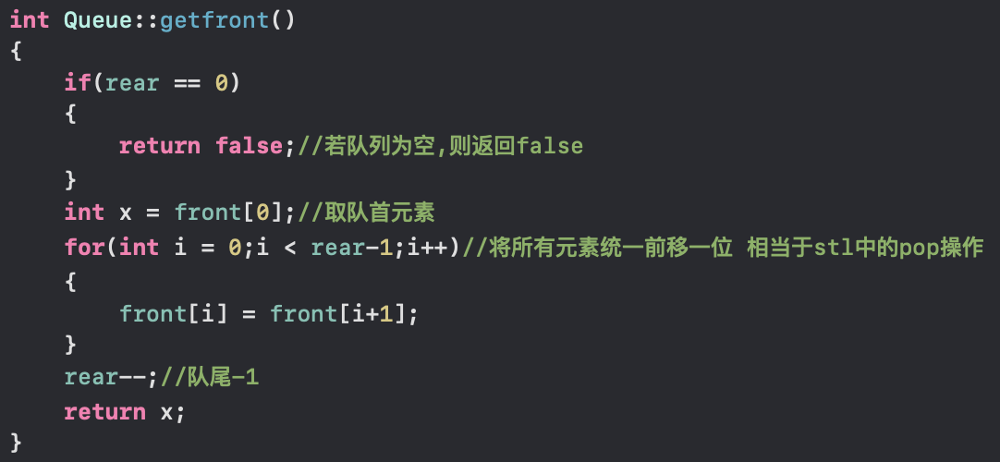 int Queue::getfront()
{
    if(rear == 0)
    {
        return false;//若队列为空,则返回false
    }
    int x = front[0];//取队首元素
    for(int i = 0;i < rear-1;i++)//将所有元素统一前移一位 相当于stl中的pop操作
    {
        front[i] = front[i+1];
    }
    rear--;//队尾-1
    return x;
}